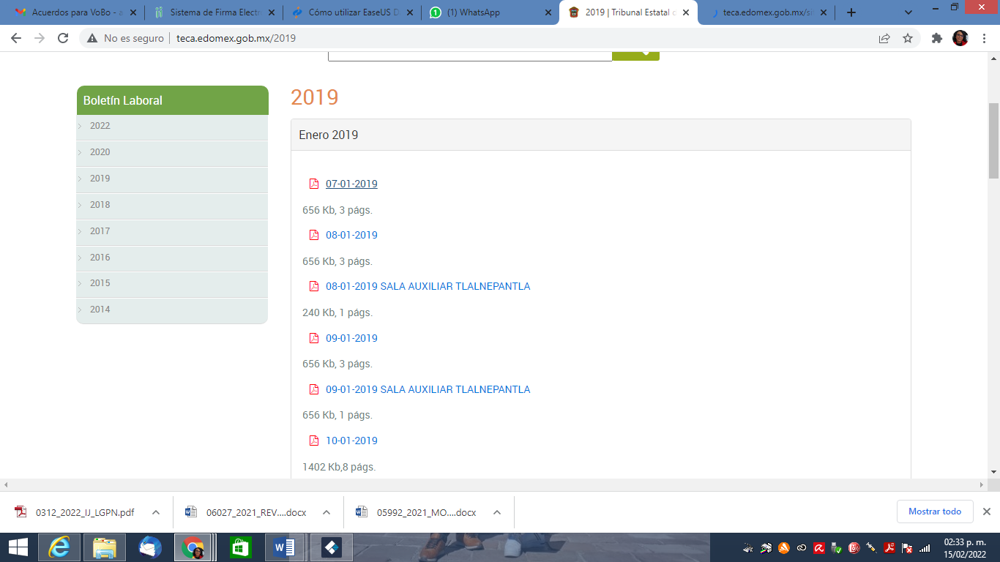 Acuerdos para VoBo - a
Sistema de Firma Electr
Cómo utilizar EaseUS D
(1) WhatsApp
2019 | Tribunal Estatal d
teca.edomex.gob.mx/si
No es seguro
teca.edomex.gob.mx/2019
2019
Boletín Laboral
2022
2020
2019
2018
2017
2016
2015
2014
Enero 2019
07-01-2019
656 Kb, 3 págs.
08-01-2019
656 Kb, 3 págs.
08-01-2019 SALA AUXILIAR TLALNEPANTLA
240 Kb, 1 págs.
09-01-2019
656 Kb, 3 págs.
09-01-2019 SALA AUXILIAR TLALNEPANTLA
656 Kb, 1 págs.
10-01-2019
1402 Kb,8 págs.
0312_2022_IJ_LGPN.pdf
06027_2021_REV....docx
05992_2021_MO....docx
Mostrar todo
02:33 p. m.
15/02/2022